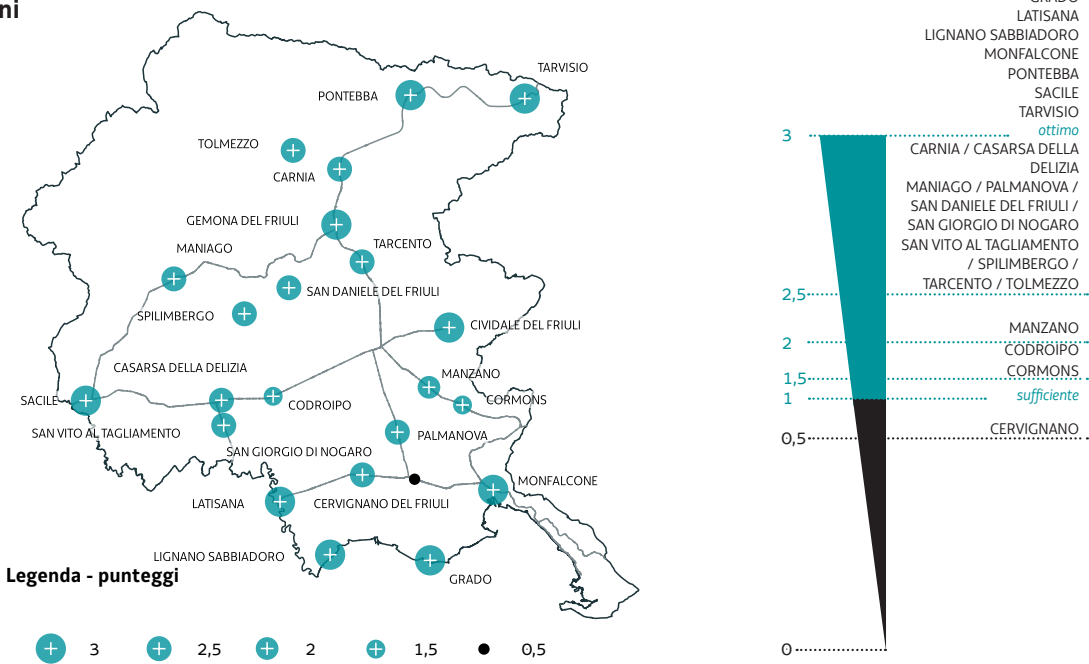 ni
TARVISIO
PONTEBBA
TOLMEZZO
CARNIA
GEMONA DEL FRIULI
TARCENTO
MANIAGO
SAN DANIELE DEL FRIULI
SPILIMBERGO
CIVIDALE DEL FRIULI
CASARSA DELLA DELIZIA
MANZANO
SACILE
CODROIPO
CORMONS
SAN VITO AL TAGLIAMENTO
PALMANOVA
SAN GIORGIO DI NOGARO
MONFALCONE
LATISANA
CERVIGNANO DEL FRIULI
LIGNANO SABBIADORO
GRADO
Legenda - punteggi
3 2,5 2 1,5 0,5
GRADO
LATISANA
LIGNANO SABBIADORO
MONFALCONE
PONTEBBA
SACILE
TARVISIO
3 ottimo
CARNIA / CASARSA DELLA
DELIZIA
MANIAGO / PALMANOVA /
SAN DANIELE DEL FRIULI /
SAN GIORGIO DI NOGARO
SAN VITO AL TAGLIAMENTO
/ SPILIMBERGO /
TARCENTO / TOLMEZZO
2,5
MANZANO
2
CODROIPO
CORMONS
1,5
1 sufficiente
CERVIGNANO
0,5
0